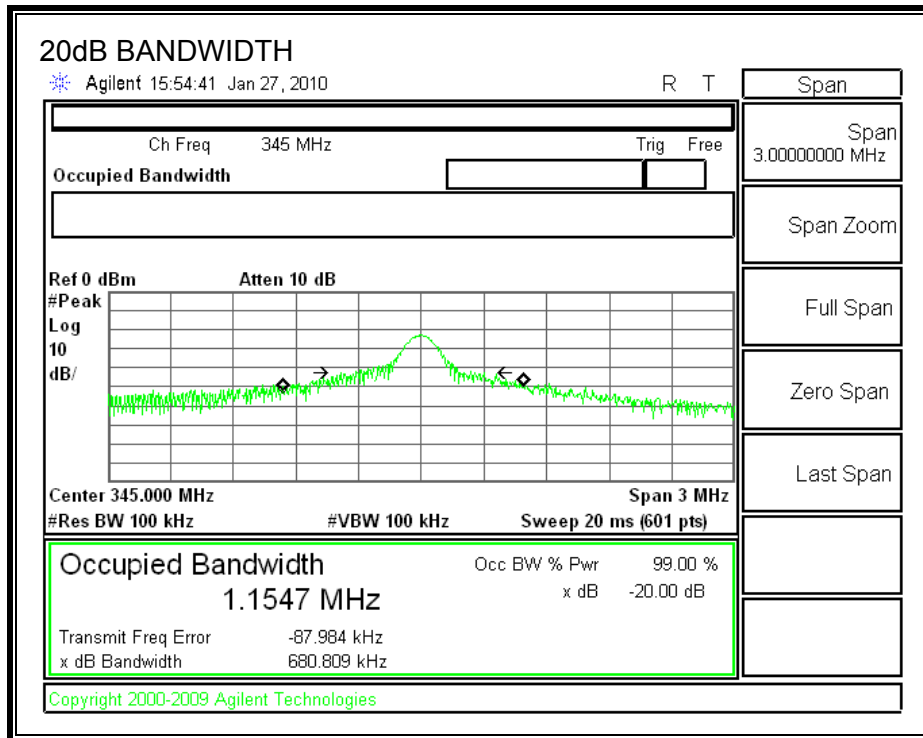 20dB BANDWIDTH
Agilent 15:54:41 Jan 27, 2010 R T
Ch Freq 345 MHz Trig Free
Occupied Bandwidth
Ref 0 dBm Atten 10 dB
#Peak
Log
10
dB/
Center 345.000 MHz Span 3 MHz
#Res BW 100 kHz #VBW 100 kHz Sweep 20 ms (601 pts)
Occupied Bandwidth
1.1547 MHz
Occ BW % Pwr 99.00 %
x dB -20.00 dB
Transmit Freq Error -87.984 kHz
x dB Bandwidth 680.809 kHz
Copyright 2000-2009 Agilent Technologies
Span
Span
3.00000000 MHz
Span Zoom
Full Span
Zero Span
Last Span